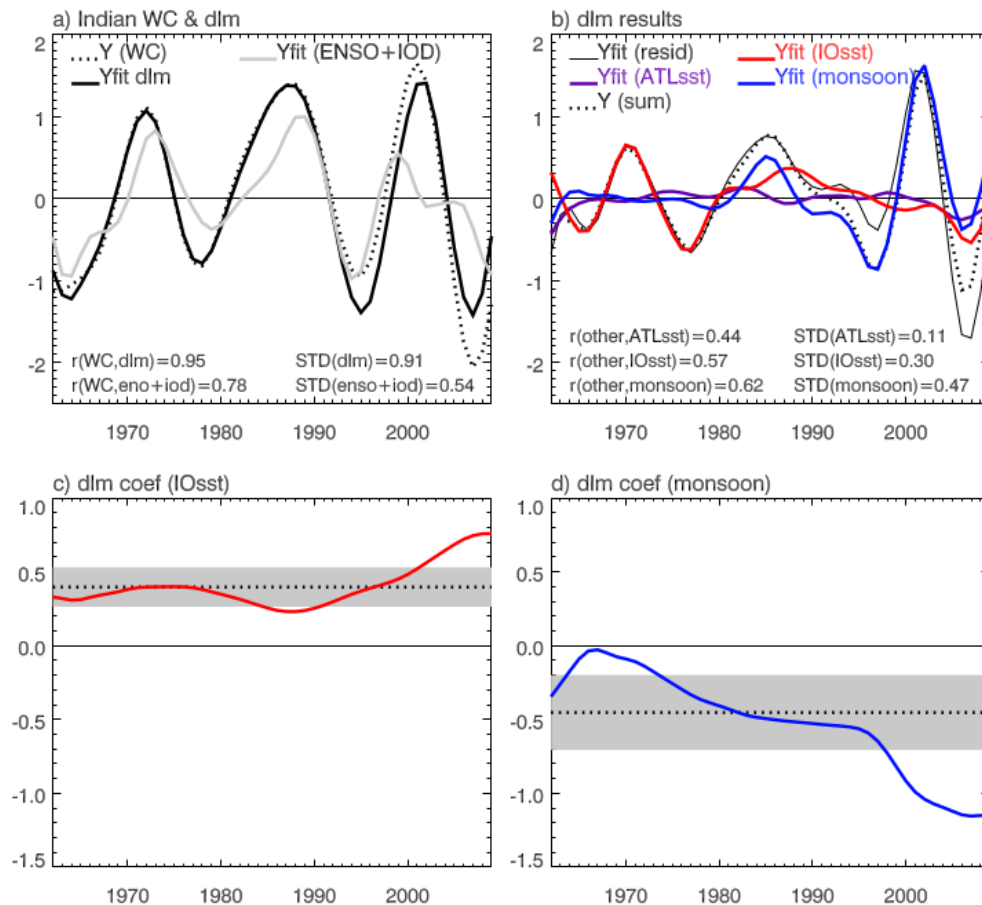 a) Indian WC & dlm
Y (WC)
Yfit (ENSO+IOD)
Yfit dlm
2
1
0
-1
-2
r(WC,dlm)=0.95
STD(dlm)=0.91
r(WC,eno+iod)=0.78
STD(enso+iod)=0.54
1970
1980
1990
2000
b) dlm results
Yfit (resid)
Yfit (IOsst)
Yfit (ATLsst)
Yfit (monsoon)
Y (sum)
2
1
0
-1
-2
r(other,ATLsst)=0.44
STD(ATLsst)=0.11
r(other,IOsst)=0.57
STD(IOsst)=0.30
r(other,monsoon)=0.62
STD(monsoon)=0.47
1970
1980
1990
2000
c) dlm coef (IOsst)
1.0
0.5
0.0
-0.5
-1.0
-1.5
1970
1980
1990
2000
d) dlm coef (monsoon)
1.0
0.5
0.0
-0.5
-1.0
-1.5
1970
1980
1990
2000